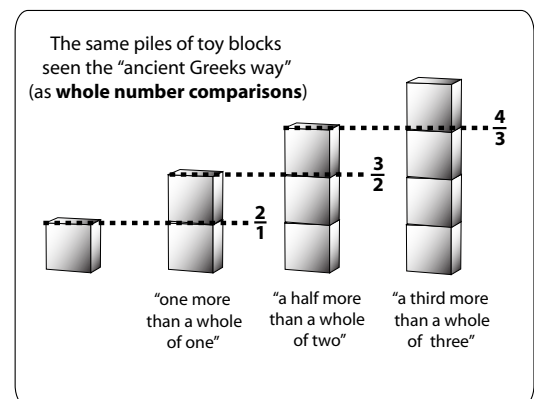 The same piles of toy blocks
seen the “ancient Greeks way”
(as whole number comparisons)
4
3
3
2
2
1
“one more
than a whole
of one”
“a half more
than a whole
of two”
“a third more
than a whole
of three”